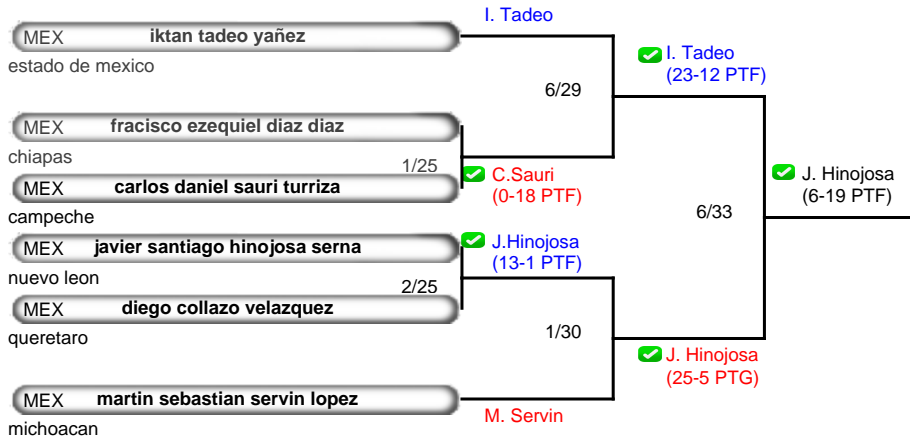 I. Tadeo
MEX iktan tadeo yañez
estado de mexico
I. Tadeo
(23-12 PTF)
6/29
MEX fracisco ezequiel diaz diaz
chiapas
1/25
C.Sauri
(0-18 PTF)
MEX carlos daniel sauri turriza
campeche
J. Hinojosa
(6-19 PTF)
6/33
MEX javier santiago hinojosa serna
nuevo leon
J.Hinojosa
(13-1 PTF)
2/25
MEX diego collazo velazquez
queretaro
1/30
J. Hinojosa
(25-5 PTG)
MEX martin sebastian servin lopez
michoacan
M. Servin